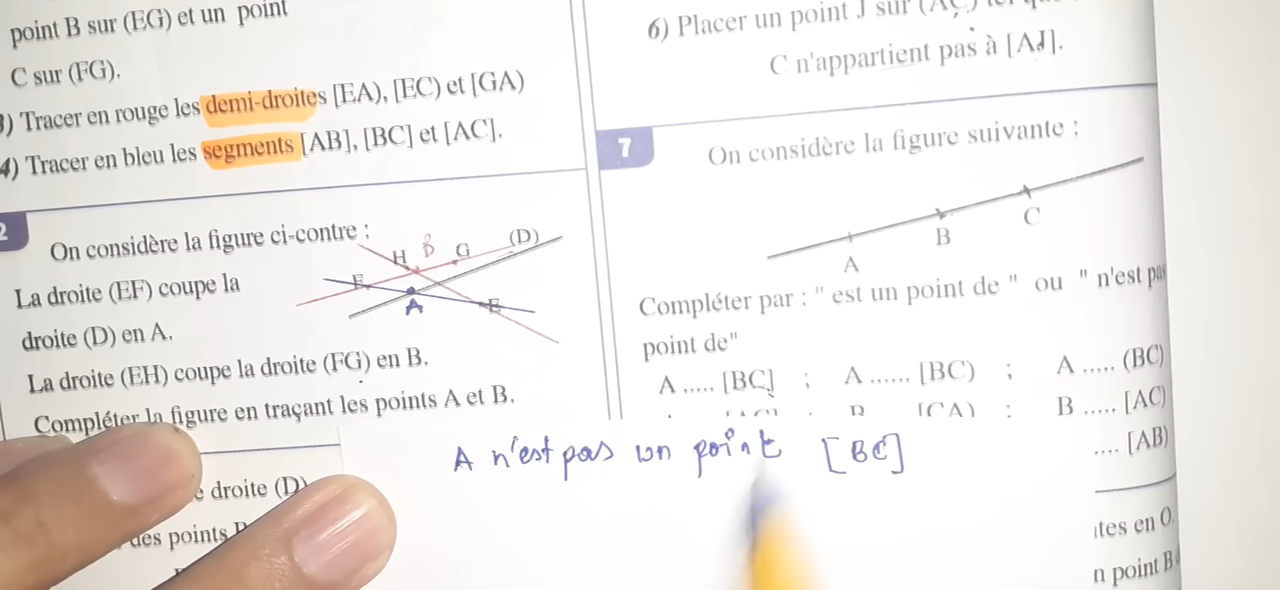 point B sur (EG) et un point
C sur (FG).
3) Tracer en rouge les demi-droites [EA), [EC) et [GA)
4) Tracer en bleu les segments [AB], [BC] et [AC].
2
On considère la figure ci-contre :
La droite (EF) coupe la
droite (D) en A.
La droite (EH) coupe la droite (FG) en B.
Compléter la figure en traçant les points A et B.
H B G (D)
A E
e droite (D)
des points
6) Placer un point J sur
C n'appartient pas à [AJ].
7
On considère la figure suivante :
A B C
Compléter par : " est un point de " ou " n'est pas
point de"
A ..... [BC] ; A ...... [BC) ; A ..... (BC)
B [CA) : B ..... [AC)
.... [AB)
A n'est pas un point [BC]
tes en O.
n point B